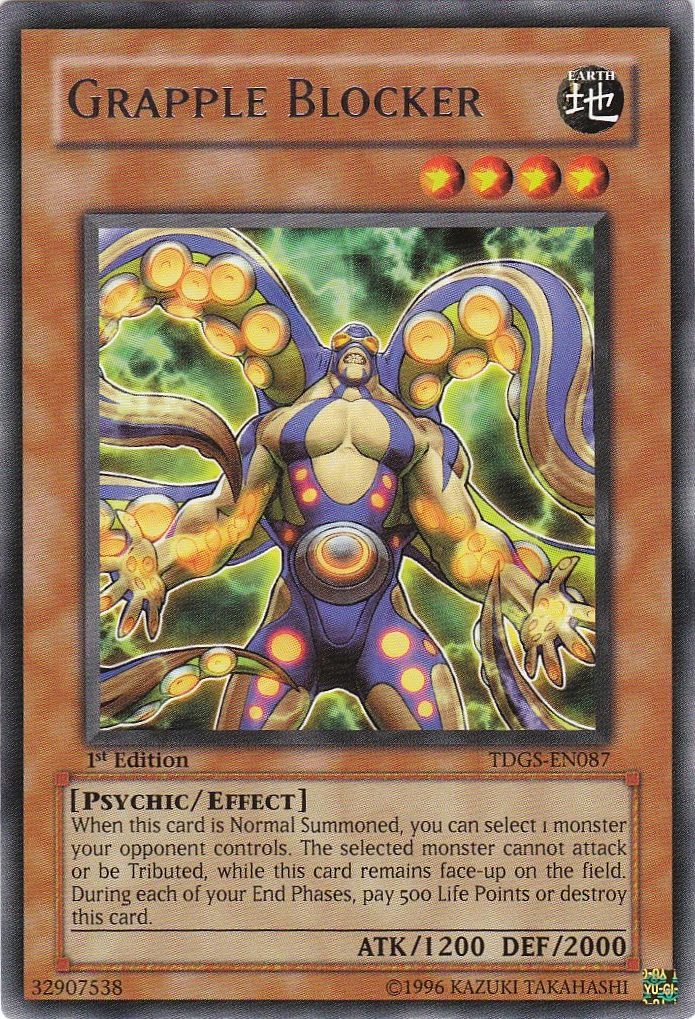 GRAPPLE BLOCKER
EARTH
地
1st Edition
TDGS-EN087
[PSYCHIC/EFFECT]
When this card is Normal Summoned, you can select 1 monster
your opponent controls. The selected monster cannot attack
or be Tributed, while this card remains face-up on the field.
During each of your End Phases, pay 500 Life Points or destroy
this card.
ATK/1200 DEF/2000
32907538
©1996 KAZUKI TAKAHASHI
YU-GI-